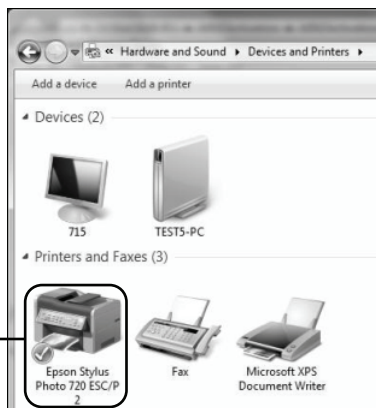 « Hardware and Sound ▸ Devices and Printers ▸
Add a device Add a printer
Devices (2)
715 TEST5-PC
Printers and Faxes (3)
Epson Stylus Fax Microsoft XPS
Photo 720 ESC/P Document Writer
2